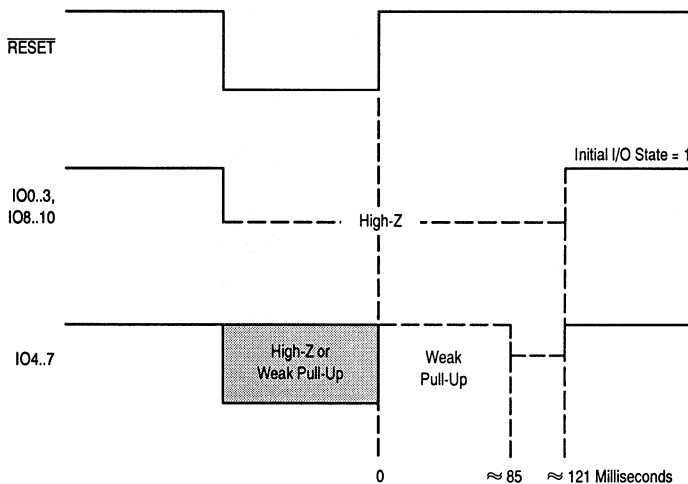 RESET
Initial I/O State = 1
IO0..3,
IO8..10
High-Z
IO4..7
High-Z or
Weak Pull-Up
Weak
Pull-Up
0
≈ 85
≈ 121 Milliseconds